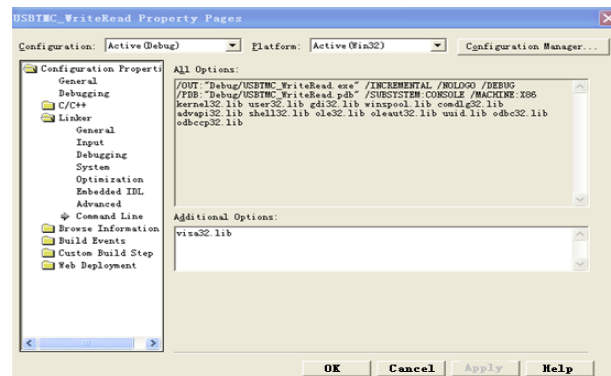 USBTMC_WriteRead Property Pages
Configuration: Active(Debug) Platform: Active(Win32) Configuration Manager...
Configuration Properti
General
Debugging
C/C++
Linker
General
Input
Debugging
System
Optimization
Embedded IDL
Advanced
Command Line
Browse Information
Build Events
Custom Build Step
Web Deployment
All Options:
/OUT:"Debug/USBTMC_WriteRead.exe" /INCREMENTAL /NOLOGO /DEBUG
/PDB:"Debug/USBTMC_WriteRead.pdb" /SUBSYSTEM:CONSOLE /MACHINE:X86
kernel32.lib user32.lib gdi32.lib winspool.lib comdlg32.lib
advapi32.lib shell32.lib ole32.lib oleaut32.lib uuid.lib odbc32.lib
odbccp32.lib
Additional Options:
visa32.lib
OK Cancel Apply Help